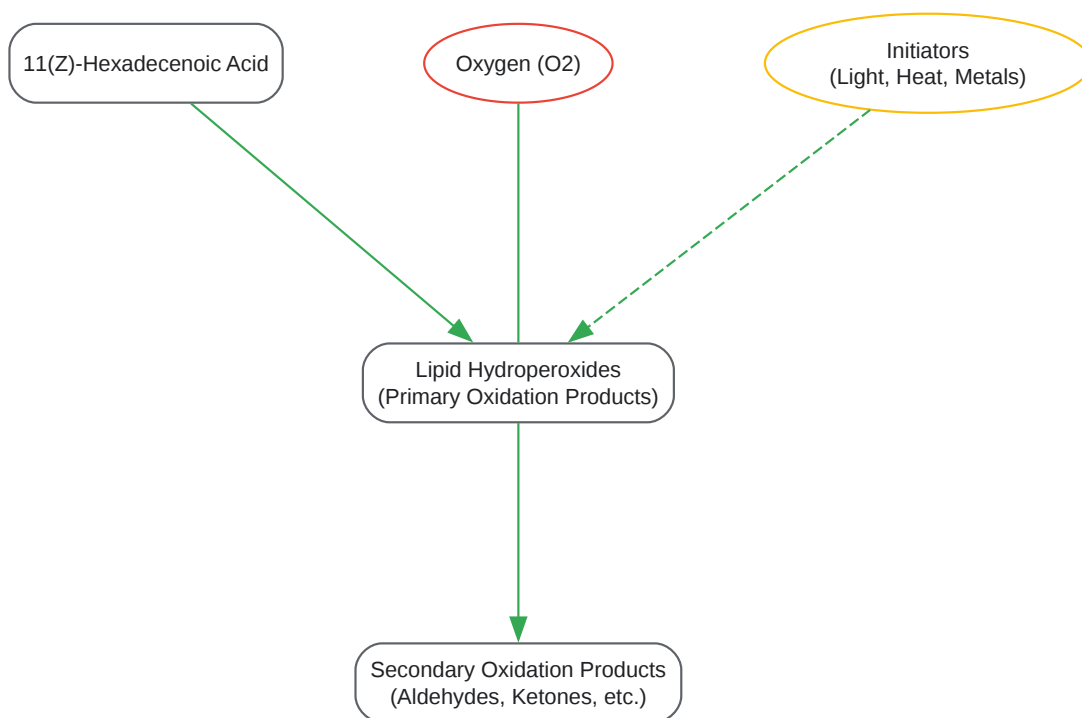 11(Z)-Hexadecenoic Acid
Oxygen (O2)
Initiators
(Light, Heat, Metals)
Lipid Hydroperoxides
(Primary Oxidation Products)
Secondary Oxidation Products
(Aldehydes, Ketones, etc.)